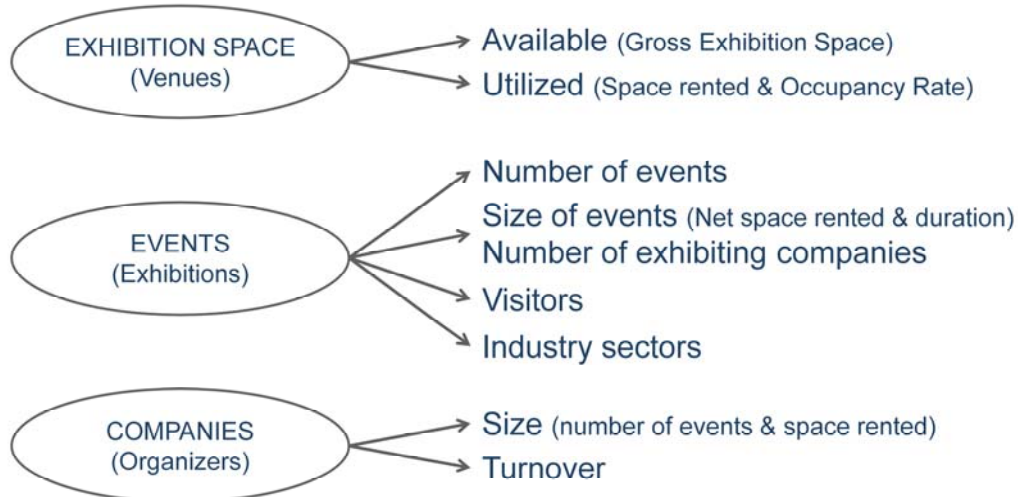 EXHIBITION SPACE
(Venues)
Available (Gross Exhibition Space)
Utilized (Space rented & Occupancy Rate)
EVENTS
(Exhibitions)
Number of events
Size of events (Net space rented & duration)
Number of exhibiting companies
Visitors
Industry sectors
COMPANIES
(Organizers)
Size (number of events & space rented)
Turnover